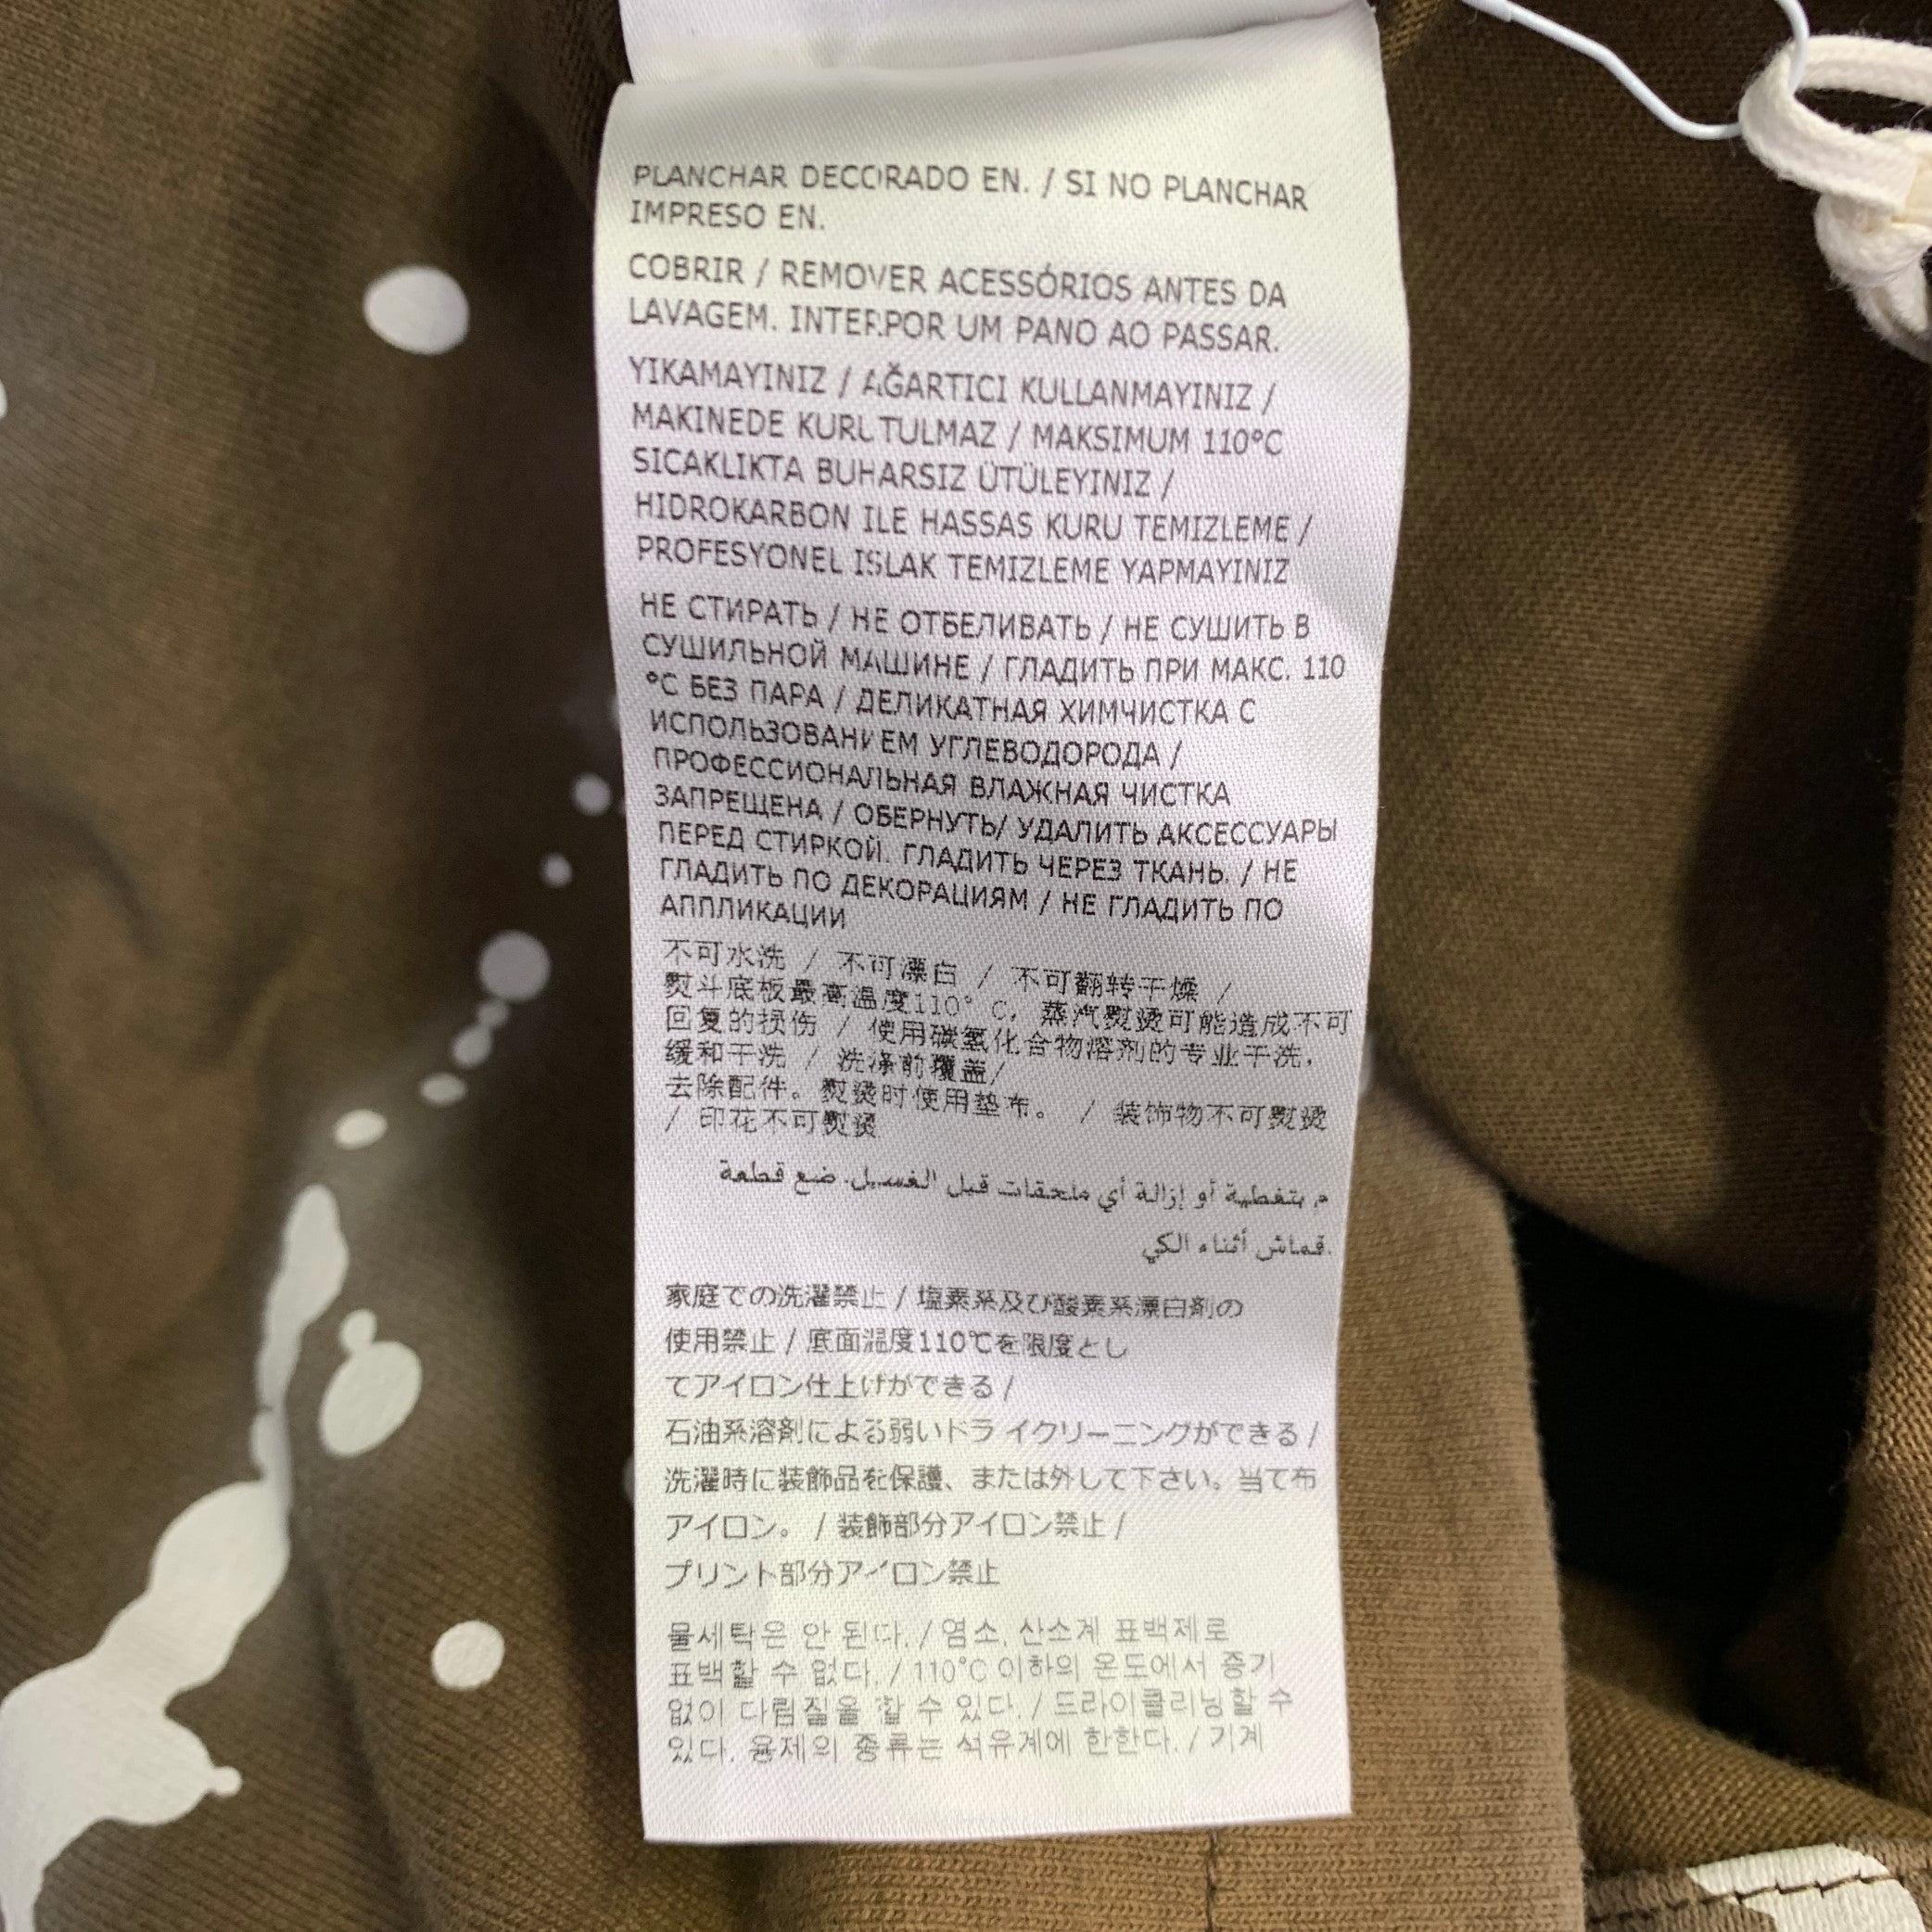 PLANCHAR DECORADO EN. / SI NO PLANCHAR
IMPRESO EN.
COBRIR / REMOVER ACESSÓRIOS ANTES DA
LAVAGEM. INTERPOR UM PANO AO PASSAR.
YIKAMAYINIZ / AĞARTICI KULLANMAYINIZ /
MAKINEDE KURUTULMAZ / MAKSIMUM 110°C
SICAKLIKTA BUHARSIZ ÜTÜLEYINIZ /
HIDROKARBON ILE HASSAS KURU TEMIZLEME /
PROFESYONEL ISLAK TEMIZLEME YAPMAYINIZ
НЕ СТИРАТЬ / НЕ ОТБЕЛИВАТЬ / НЕ СУШИТЬ В
СУШИЛЬНОЙ МАШИНЕ / ГЛАДИТЬ ПРИ МАКС. 110
°C БЕЗ ПАРА / ДЕЛИКАТНАЯ ХИМЧИСТКА С
ИСПОЛЬЗОВАНИЕМ УГЛЕВОДОРОДА /
ПРОФЕССИОНАЛЬНАЯ ВЛАЖНАЯ ЧИСТКА
ЗАПРЕЩЕНА / ОБЕРНУТЬ/ УДАЛИТЬ АКСЕССУАРЫ
ПЕРЕД СТИРКОЙ. ГЛАДИТЬ ЧЕРЕЗ ТКАНЬ. / НЕ
ГЛАДИТЬ ПО ДЕКОРАЦИЯМ / НЕ ГЛАДИТЬ ПО
АППЛИКАЦИИ
不可水洗 / 不可漂白 / 不可翻转干燥 /
熨斗底板最高温度110° C, 蒸汽熨烫可能造成不可
回复的损伤 / 使用碳氢化合物溶剂的专业干洗,
缓和干洗 / 洗涤前覆盖/
去除配件。熨烫时使用垫布。 / 装饰物不可熨烫
/ 印花不可熨烫
م بتغطية أو إزالة أي ملحقات قبل الغسيل. ضع قطعة
قماش أثناء الكي.
家庭での洗濯禁止 / 塩素系及び酸素系漂白剤の
使用禁止 / 底面温度110℃を限度とし
てアイロン仕上げができる /
石油系溶剤による弱いドライクリーニングができる /
洗濯時に装飾品を保護、または外して下さい。当て布
アイロン。 / 装飾部分アイロン禁止 /
プリント部分アイロン禁止
물세탁은 안 된다. / 염소, 산소계 표백제로
표백할 수 없다. / 110°C 이하의 온도에서 증기
없이 다림질을 할 수 있다. / 드라이클리닝할 수
있다. 용제의 종류는 석유계에 한한다. / 기계